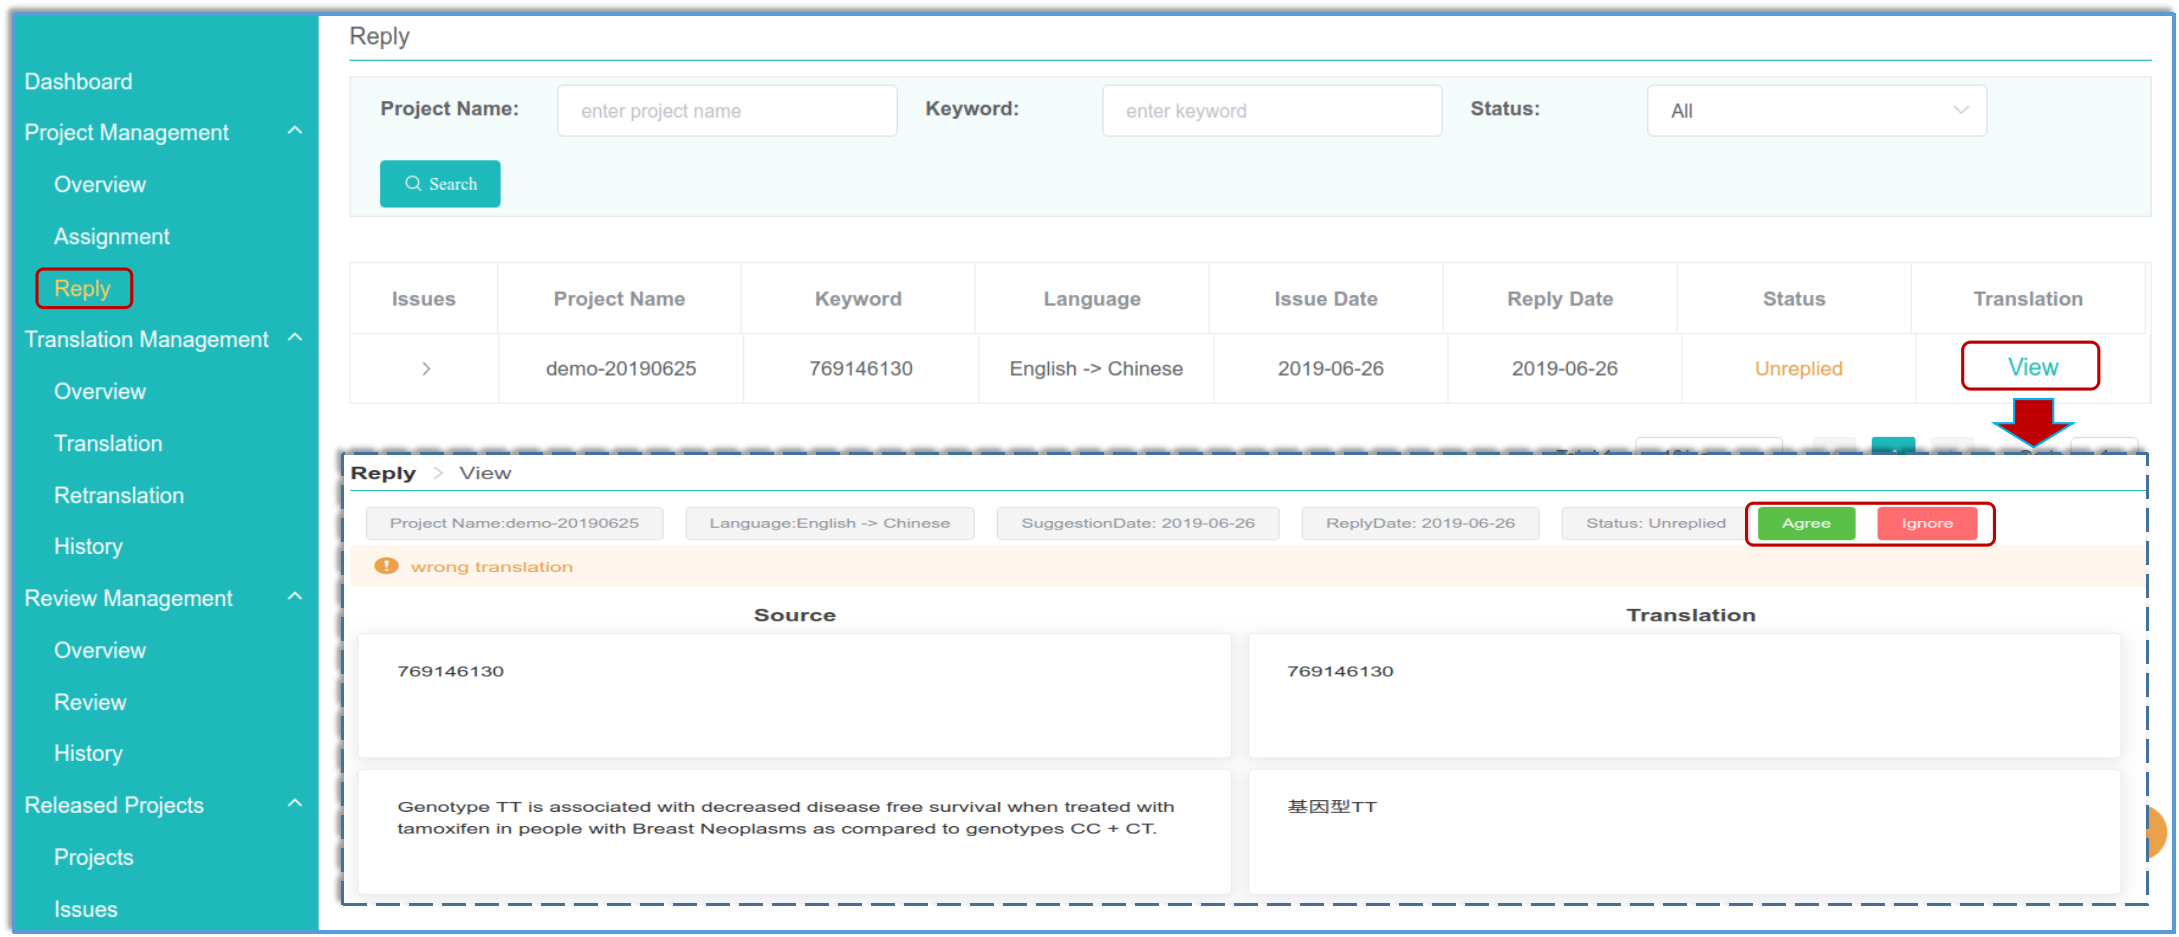 Dashboard
Project Management
Overview
Assignment
Reply
Translation Management
Overview
Translation
Retranslation
History
Review Management
Overview
Review
History
Released Projects
Projects
Issues
Reply
Project Name: enter project name Keyword: enter keyword Status: All
Search
Issues Project Name Keyword Language Issue Date Reply Date Status Translation
> demo-20190625 769146130 English -> Chinese 2019-06-26 2019-06-26 Unreplied View
Reply > View
Project Name:demo-20190625 Language:English -> Chinese SuggestionDate: 2019-06-26 ReplyDate: 2019-06-26 Status: Unreplied Agree Ignore
! wrong translation
Source Translation
769146130 769146130
Genotype TT is associated with decreased disease free survival when treated with
tamoxifen in people with Breast Neoplasms as compared to genotypes CC + CT.
基因型TT